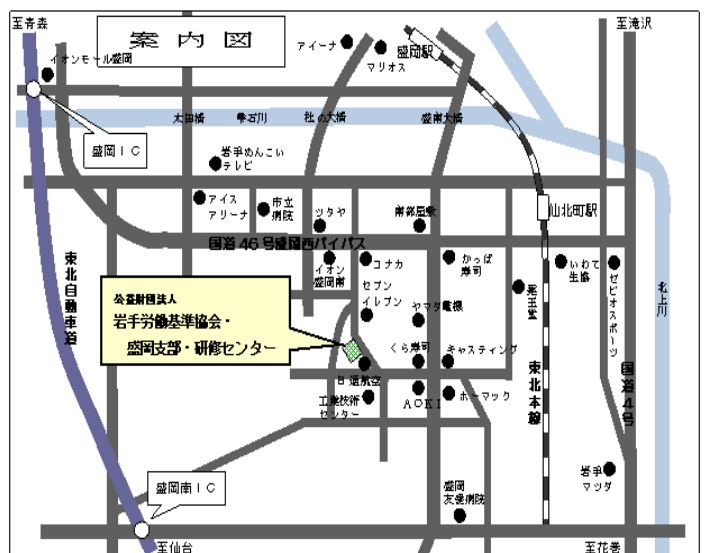 至青森
案内図
アイーナ
マリオス
盛岡駅
至滝沢
イオンモール盛岡
盛岡IC
太田橋
雫石川
杜の大橋
盛南大橋
岩手めんこい
テレビ
アイス
アリーナ
市立
病院
ツタヤ
南部屋敷
仙北町駅
国道46号盛岡西バイパス
イオン
盛岡南
コナカ
かっぱ
寿司
いわて
生協
ゼビオスポーツ
北上川
東北自動車道
公益財団法人
岩手労働基準協会・
盛岡支部・研修センター
セブン
イレブン
ヤマダ電機
薬王堂
くら寿司
キャスティング
日通航空
工業技術
センター
AOKI
ホーマック
東北本線
国道4号
岩手
マツダ
盛岡南IC
盛岡
友愛病院
至仙台
至花巻